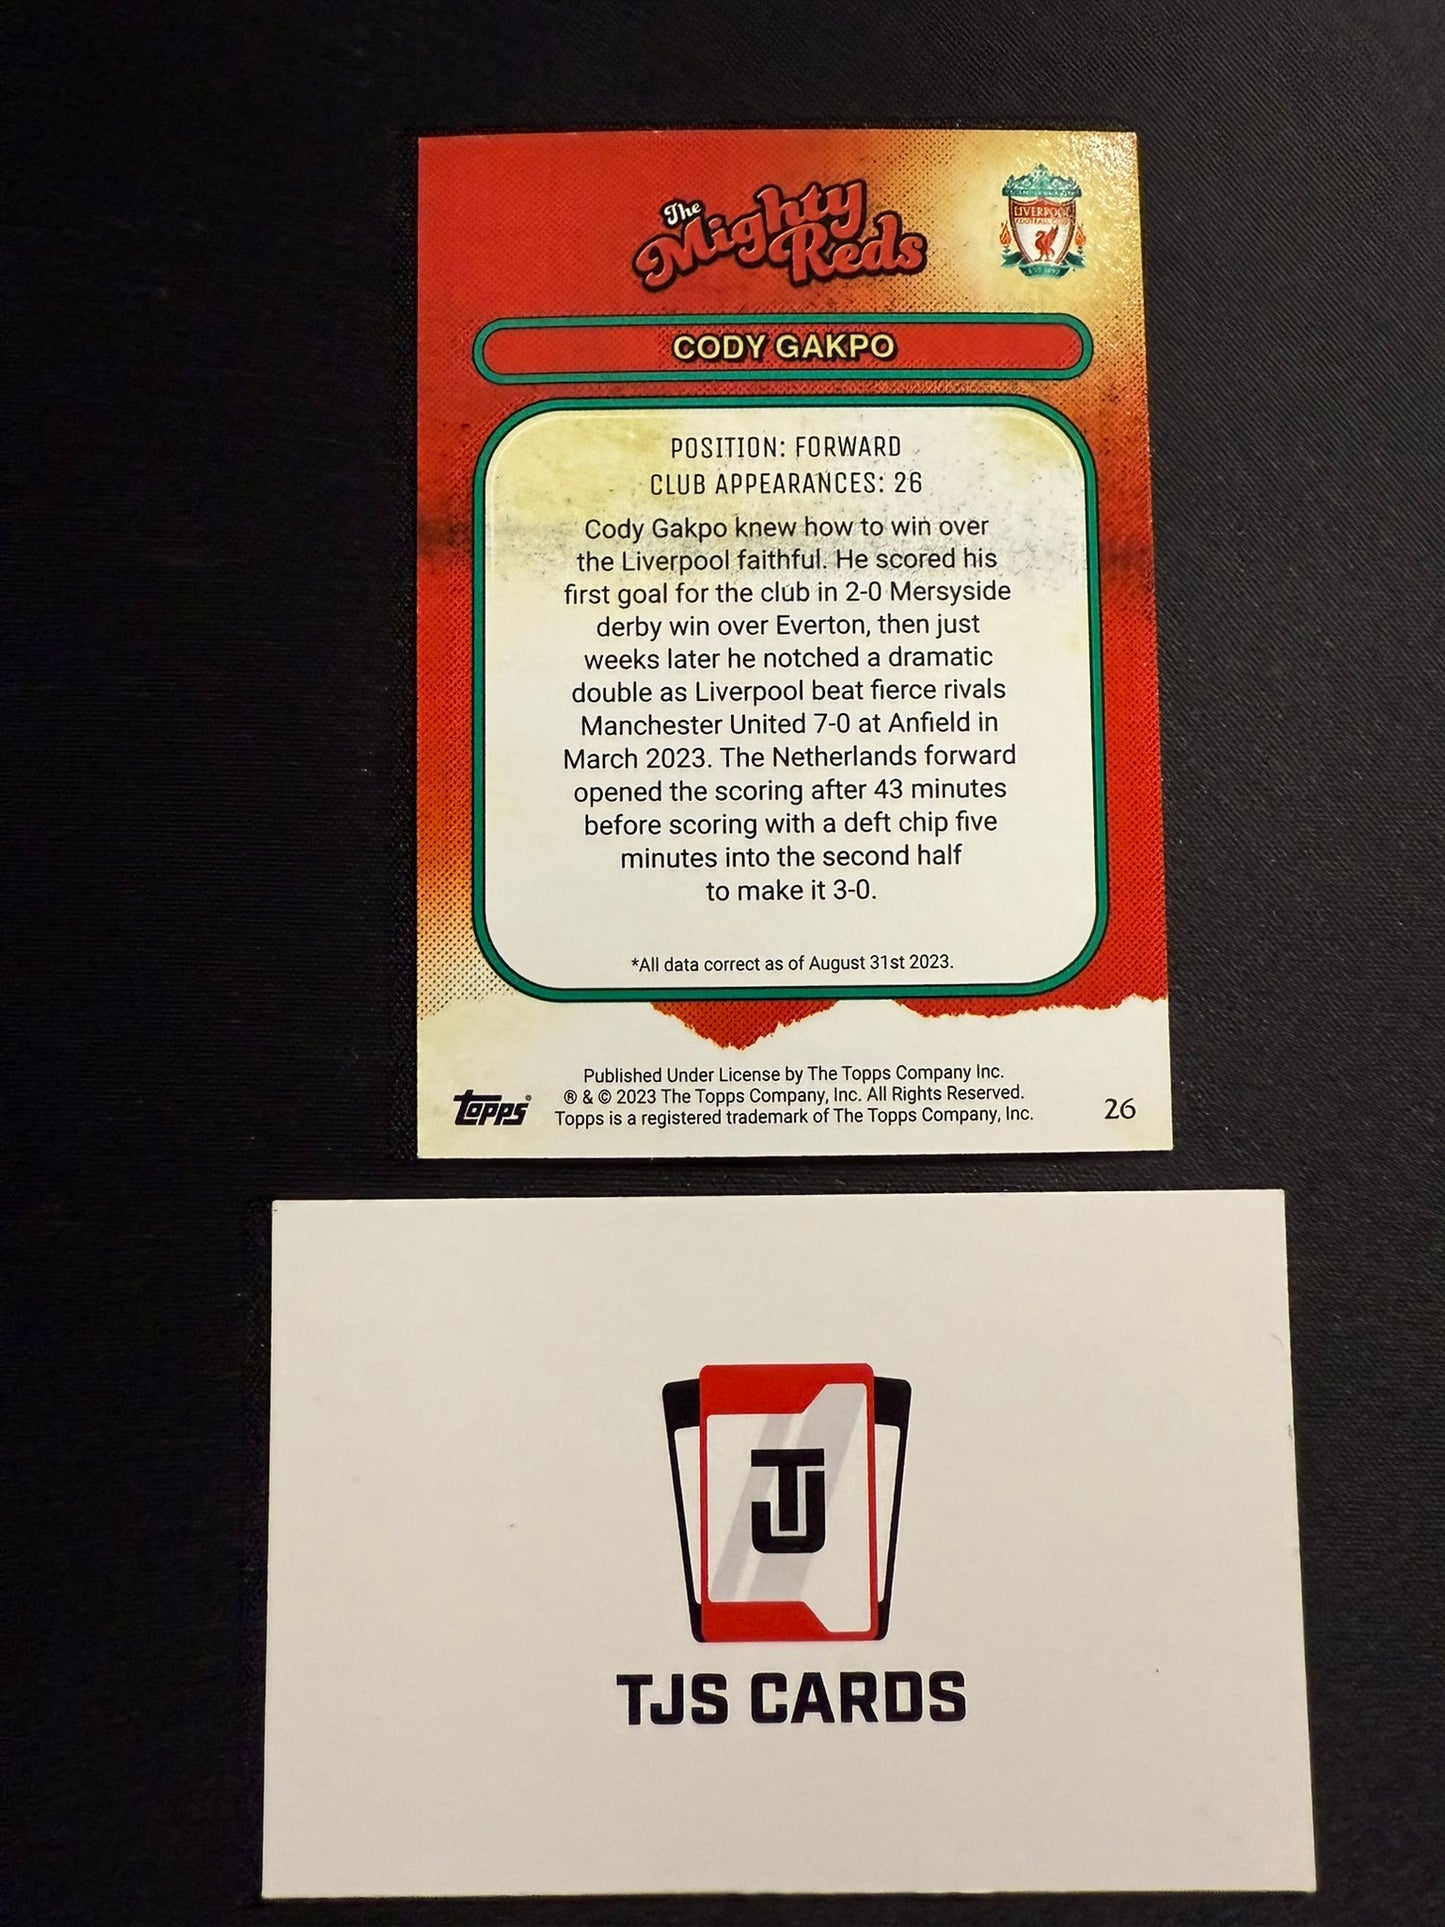 The
Mighty
Reds
LIVERPOOL
FOOTBALL CLUB
EST 1892
CODY GAKPO
POSITION: FORWARD
CLUB APPEARANCES: 26
Cody Gakpo knew how to win over
the Liverpool faithful. He scored his
first goal for the club in 2-0 Mersyside
derby win over Everton, then just
weeks later he notched a dramatic
double as Liverpool beat fierce rivals
Manchester United 7-0 at Anfield in
March 2023. The Netherlands forward
opened the scoring after 43 minutes
before scoring with a deft chip five
minutes into the second half
to make it 3-0.
*All data correct as of August 31st 2023.
Published Under License by The Topps Company Inc.
® & © 2023 The Topps Company, Inc. All Rights Reserved.
Topps is a registered trademark of The Topps Company, Inc.
Topps®
26
TJ
TJS CARDS